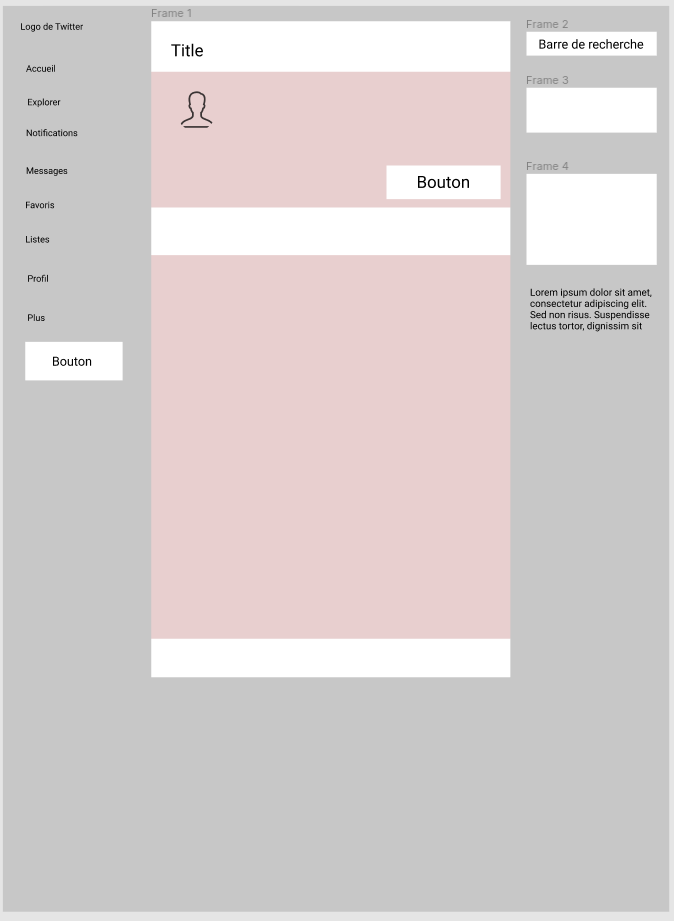 Logo de Twitter
Accueil
Explorer
Notifications
Messages
Favoris
Listes
Profil
Plus
Bouton
Frame 1
Title
Bouton
Frame 2
Barre de recherche
Frame 3
Frame 4
Lorem ipsum dolor sit amet,
consectetur adipiscing elit.
Sed non risus. Suspendisse
lectus tortor, dignissim sit